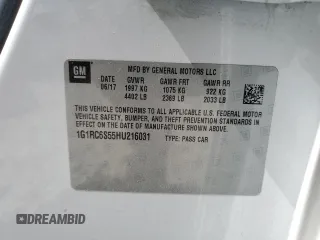 GM
MFD BY GENERAL MOTORS LLC
DATE GVWR GAWR FRT GAWR RR
06/17 1997 KG 1075 KG 922 KG
4402 LB 2369 LB 2033 LB
THIS VEHICLE CONFORMS TO ALL APPLICABLE U.S. FEDERAL MOTOR
VEHICLE SAFETY, BUMPER, AND THEFT PREVENTION STANDARDS IN
EFFECT ON THE DATE OF MANUFACTURE SHOWN ABOVE.
1G1RC6S55HU216031 TYPE: PASS CAR
DREAMBID